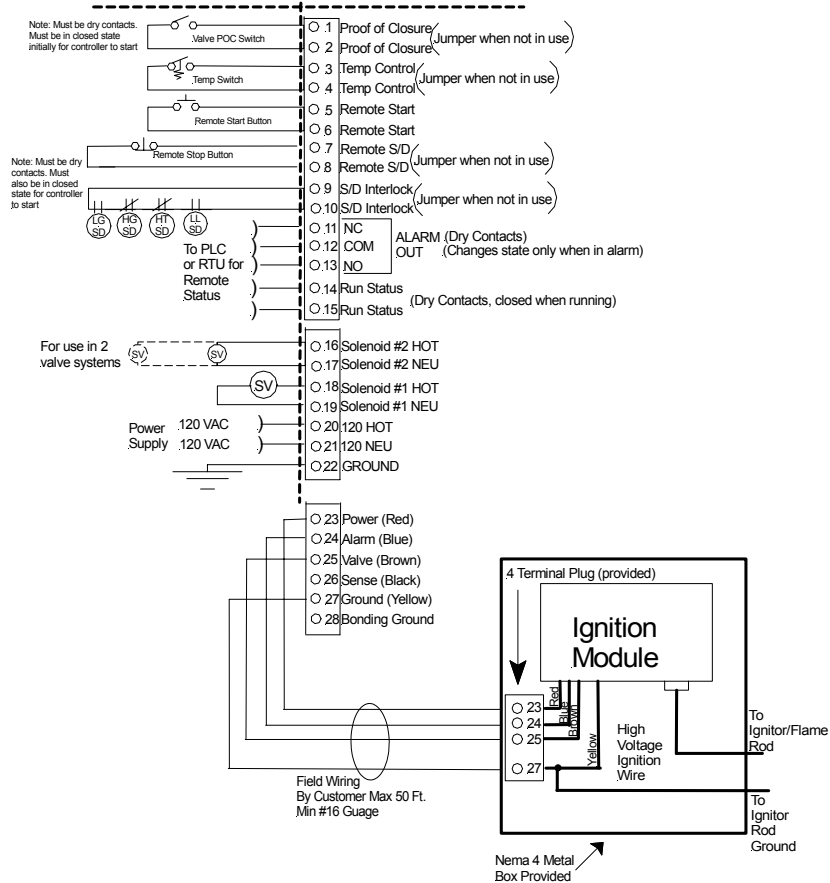 Note: Must be dry contacts.
Must be in closed state
initially for controller to start
Valve POC Switch
1 Proof of Closure
2 Proof of Closure
(Jumper when not in use)
Temp Switch
3 Temp Control
4 Temp Control
(Jumper when not in use)
Remote Start Button
5 Remote Start
6 Remote Start
Remote Stop Button
7 Remote S/D
8 Remote S/D
(Jumper when not in use)
Note: Must be dry
contacts. Must
also be in closed
state for controller
to start
9 S/D Interlock
10 S/D Interlock
(Jumper when not in use)
LG
SD
HG
SD
HT
SD
LL
SD
To PLC
or RTU for
Remote
Status
11 NC
12 COM
13 NO
ALARM (Dry Contacts)
OUT (Changes state only when in alarm)
14 Run Status
15 Run Status
(Dry Contacts, closed when running)
For use in 2
valve systems
SV
SV
16 Solenoid #2 HOT
17 Solenoid #2 NEU
SV
18 Solenoid #1 HOT
19 Solenoid #1 NEU
Power
Supply
120 VAC
120 VAC
20 120 HOT
21 120 NEU
22 GROUND
23 Power (Red)
24 Alarm (Blue)
25 Valve (Brown)
26 Sense (Black)
27 Ground (Yellow)
28 Bonding Ground
4 Terminal Plug (provided)
Ignition
Module
23
24
25
27
Red
Blue
Brown
Yellow
High
Voltage
Ignition
Wire
To
Ignitor/Flame
Rod
To
Ignitor
Rod
Ground
Field Wiring
By Customer Max 50 Ft.
Min #16 Guage
Nema 4 Metal
Box Provided